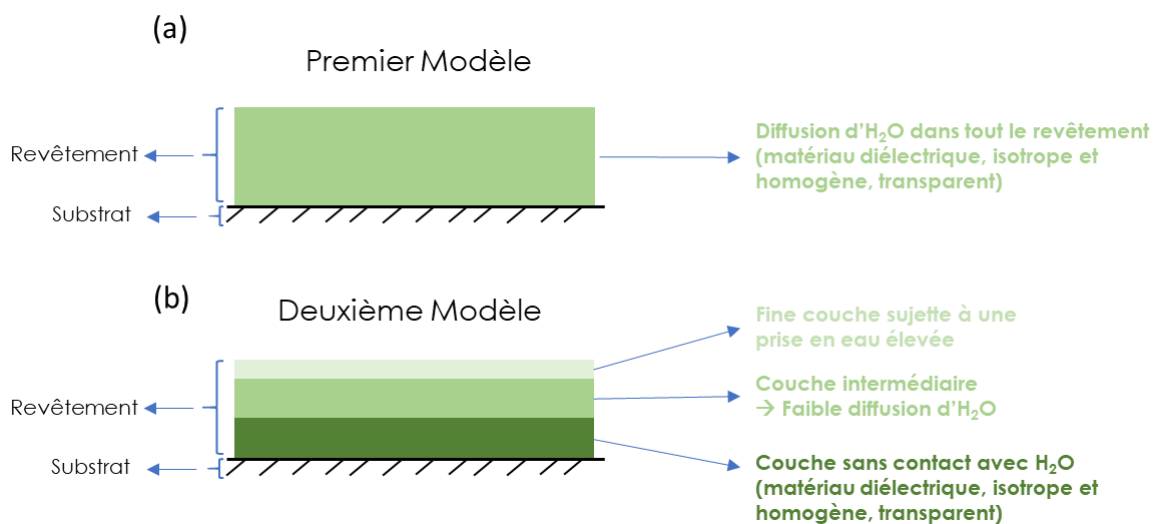 (a)
Premier Modèle
Revêtement
Substrat
Diffusion d'H₂O dans tout le revêtement
(matériau diélectrique, isotrope et
homogène, transparent)
(b)
Deuxième Modèle
Revêtement
Substrat
Fine couche sujette à une
prise en eau élevée
Couche intermédiaire
→ Faible diffusion d'H₂O
Couche sans contact avec H₂O
(matériau diélectrique, isotrope et
homogène, transparent)